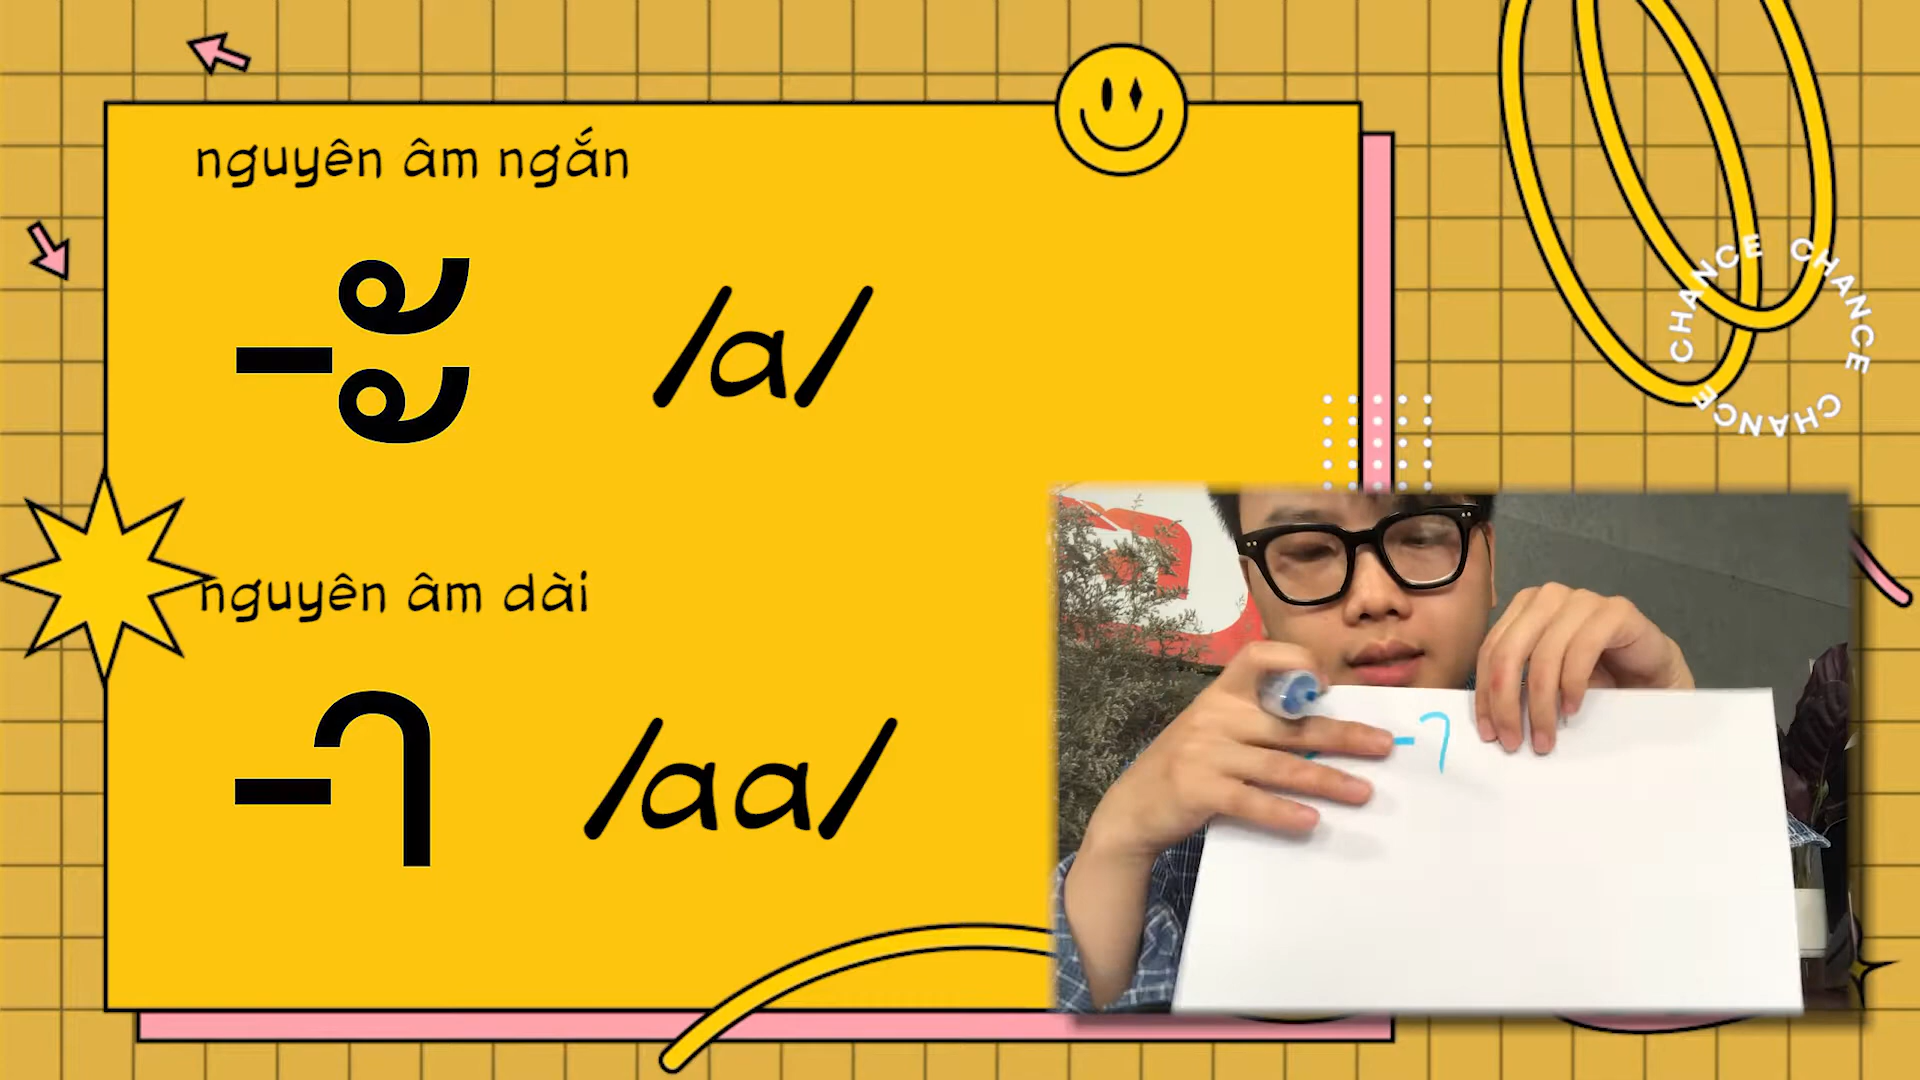 nguyên âm ngắn
-ะ /a/
nguyên âm dài
-า /aa/
CHANCE CHANCE CHANCE
-า